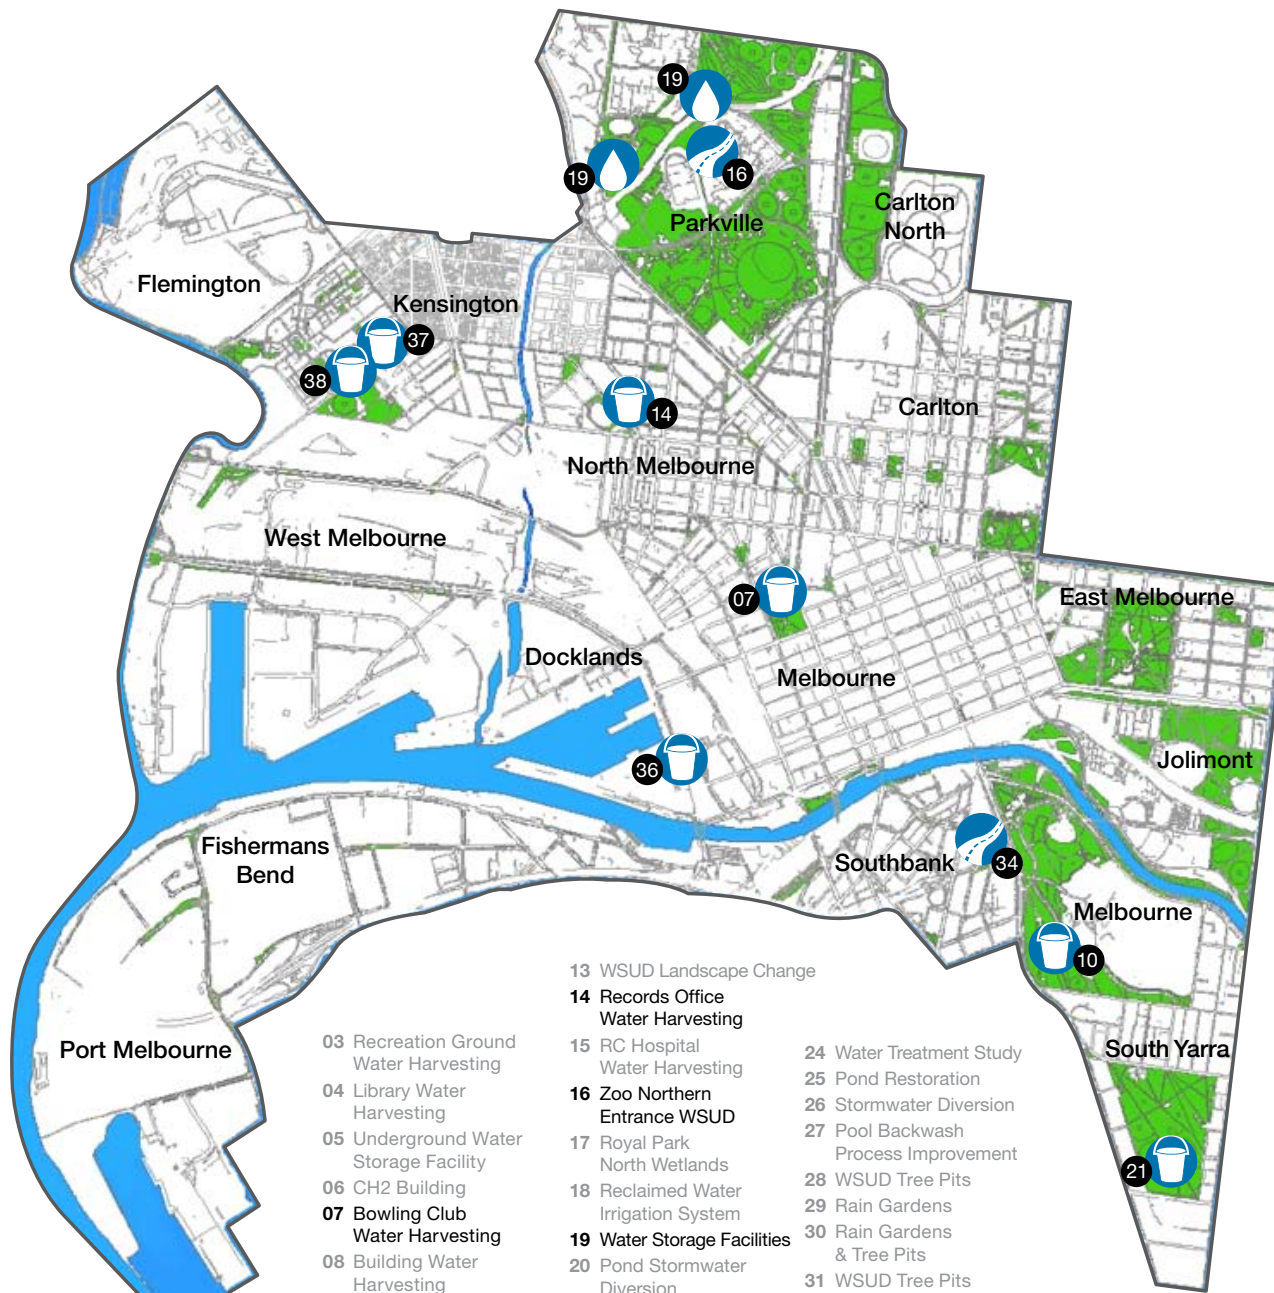 19
19
16
Parkville
Carlton
North
Flemington
Kensington
37
38
14
Carlton
North Melbourne
West Melbourne
07
East Melbourne
Docklands
Melbourne
36
Jolimont
Fishermans
Bend
Southbank
34
Melbourne
10
Port Melbourne
South Yarra
21
03 Recreation Ground
Water Harvesting
04 Library Water
Harvesting
05 Underground Water
Storage Facility
06 CH2 Building
07 Bowling Club
Water Harvesting
08 Building Water
Harvesting
13 WSUD Landscape Change
14 Records Office
Water Harvesting
15 RC Hospital
Water Harvesting
16 Zoo Northern
Entrance WSUD
17 Royal Park
North Wetlands
18 Reclaimed Water
Irrigation System
19 Water Storage Facilities
20 Pond Stormwater
Diversion
24 Water Treatment Study
25 Pond Restoration
26 Stormwater Diversion
27 Pool Backwash
Process Improvement
28 WSUD Tree Pits
29 Rain Gardens
30 Rain Gardens
& Tree Pits
31 WSUD Tree Pits